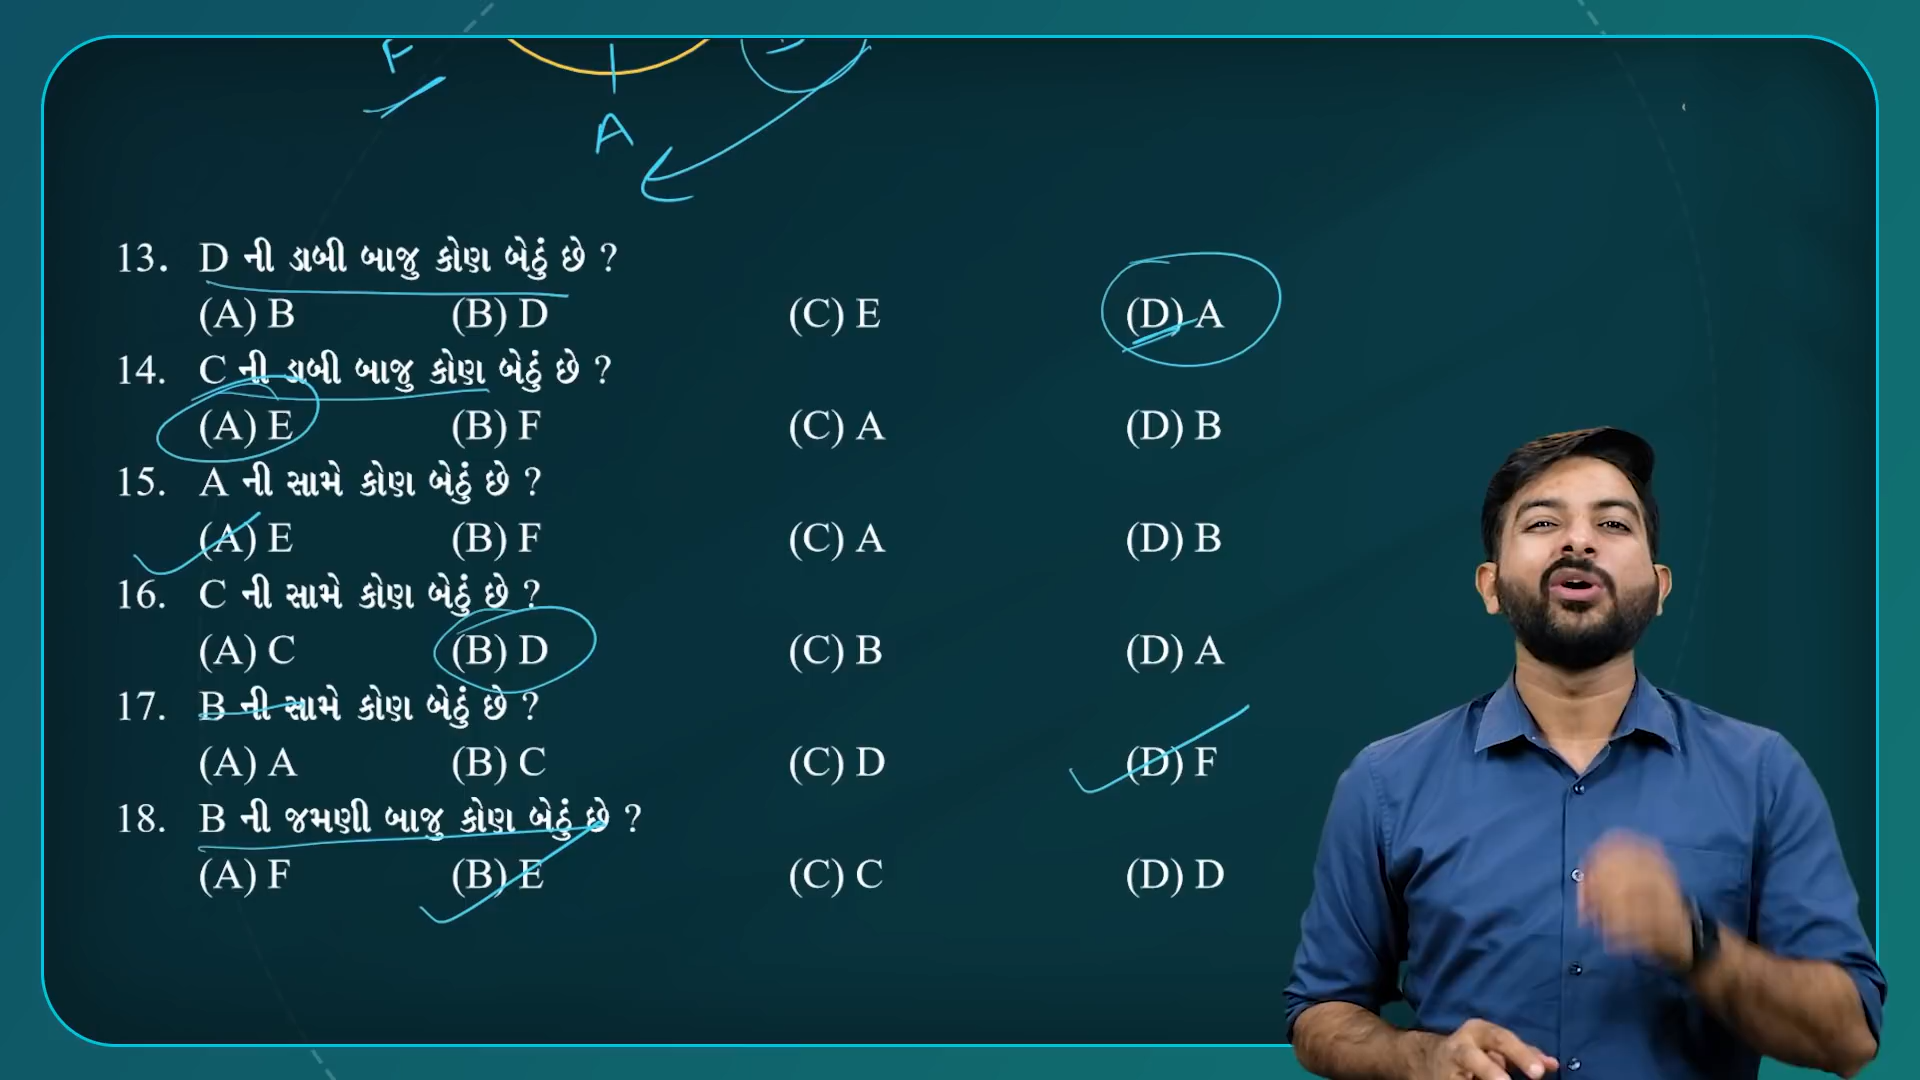 F
A
13. D ની ડાબી બાજુ કોણ બેઠું છે ?
(A) B (B) D (C) E (D) A
14. C ની ડાબી બાજુ કોણ બેઠું છે ?
(A) E (B) F (C) A (D) B
15. A ની સામે કોણ બેઠું છે ?
(A) E (B) F (C) A (D) B
16. C ની સામે કોણ બેઠું છે ?
(A) C (B) D (C) B (D) A
17. B ની સામે કોણ બેઠું છે ?
(A) A (B) C (C) D (D) F
18. B ની જમણી બાજુ કોણ બેઠું છે ?
(A) F (B) E (C) C (D) D